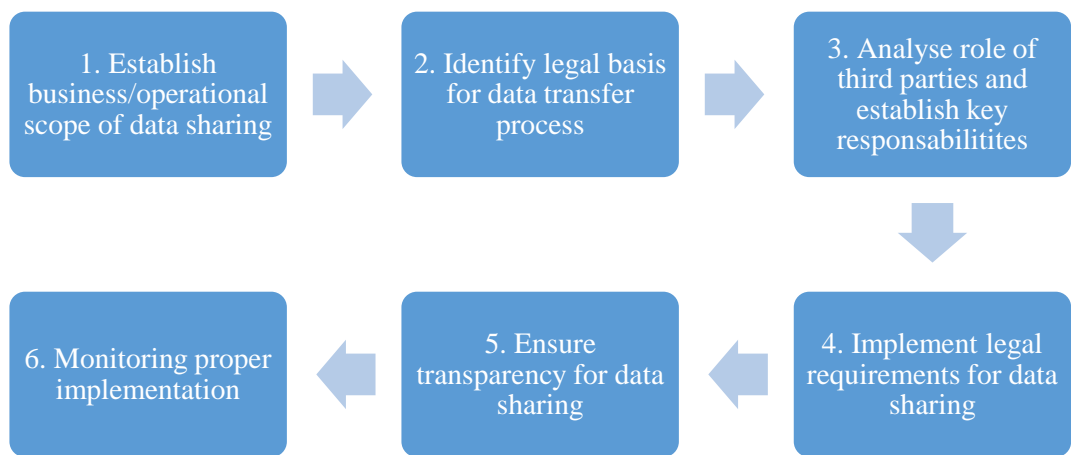 1. Establish
business/operational
scope of data sharing
2. Identify legal basis
for data transfer
process
3. Analyse role of
third parties and
establish key
responsabilitites
4. Implement legal
requirements for data
sharing
5. Ensure
transparency for data
sharing
6. Monitoring proper
implementation